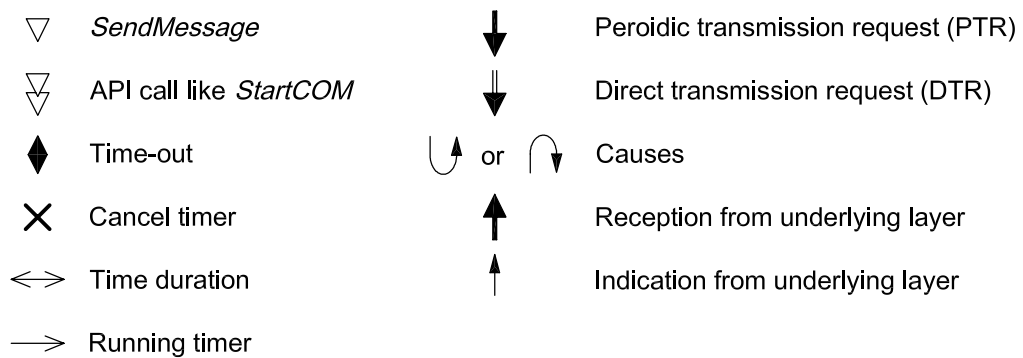 SendMessage
Peroidic transmission request (PTR)
API call like StartCOM
Direct transmission request (DTR)
Time-out
or
Causes
Cancel timer
Reception from underlying layer
Time duration
Indication from underlying layer
Running timer